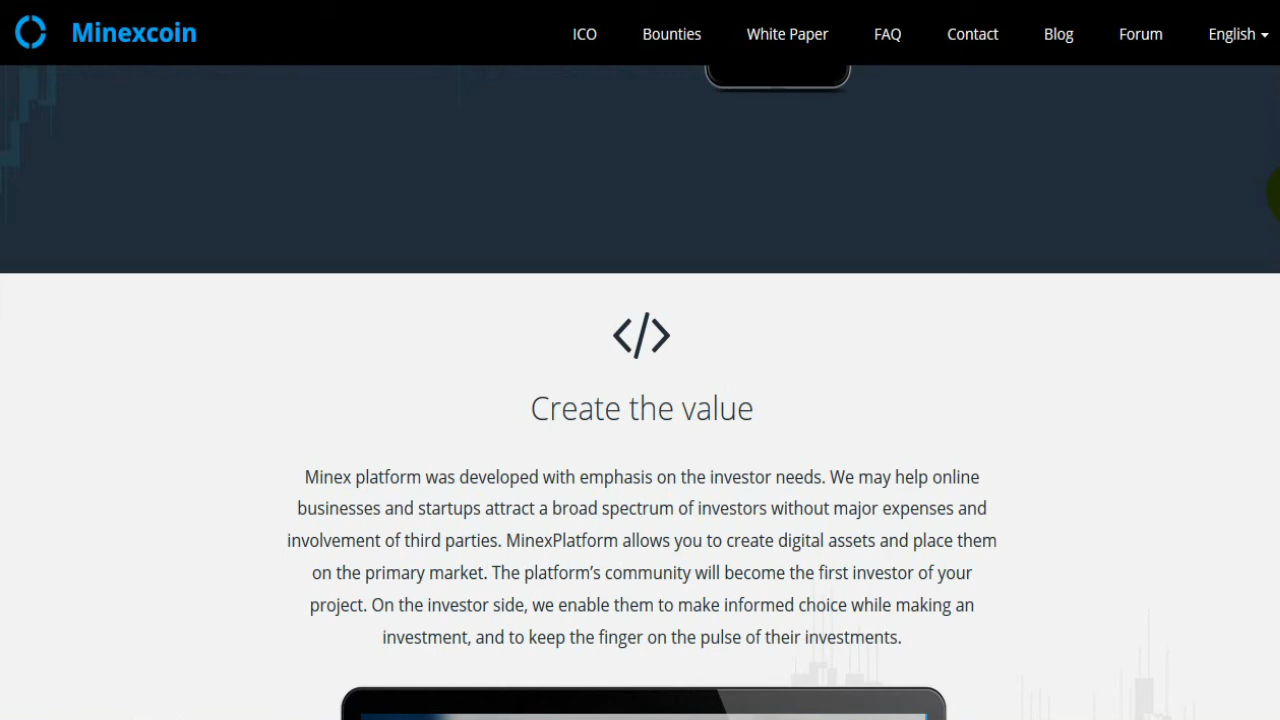 Minexcoin
ICO
Bounties
White Paper
FAQ
Contact
Blog
Forum
English
Create the value
Minex platform was developed with emphasis on the investor needs. We may help online
businesses and startups attract a broad spectrum of investors without major expenses and
involvement of third parties. MinexPlatform allows you to create digital assets and place them
on the primary market. The platform’s community will become the first investor of your
project. On the investor side, we enable them to make informed choice while making an
investment, and to keep the finger on the pulse of their investments.